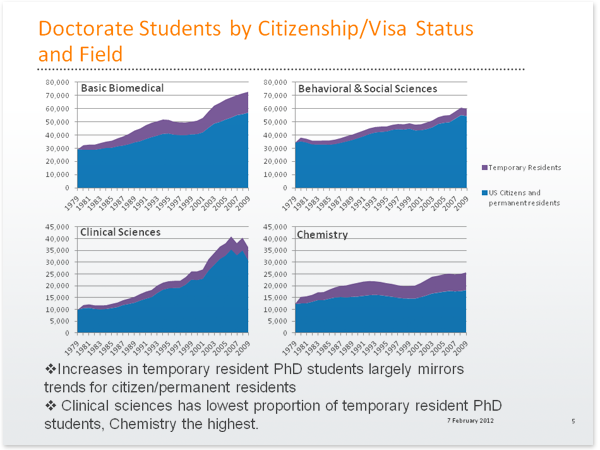 Doctorate Students by Citizenship/Visa Status
and Field
Basic Biomedical
80,000
70,000
60,000
50,000
40,000
30,000
20,000
10,000
0
1979 1981 1983 1985 1987 1989 1991 1993 1995 1997 1999 2001 2003 2005 2007 2009
Behavioral & Social Sciences
80,000
70,000
60,000
50,000
40,000
30,000
20,000
10,000
0
1979 1981 1983 1985 1987 1989 1991 1993 1995 1997 1999 2001 2003 2005 2007 2009
Temporary Residents
US Citizens and
permanent residents
Clinical Sciences
45,000
40,000
35,000
30,000
25,000
20,000
15,000
10,000
5,000
0
1979 1981 1983 1985 1987 1989 1991 1993 1995 1997 1999 2001 2003 2005 2007 2009
Chemistry
45,000
40,000
35,000
30,000
25,000
20,000
15,000
10,000
5,000
0
1979 1981 1983 1985 1987 1989 1991 1993 1995 1997 1999 2001 2003 2005 2007 2009
❖Increases in temporary resident PhD students largely mirrors
trends for citizen/permanent residents
❖ Clinical sciences has lowest proportion of temporary resident PhD
students, Chemistry the highest.
7 February 2012
5